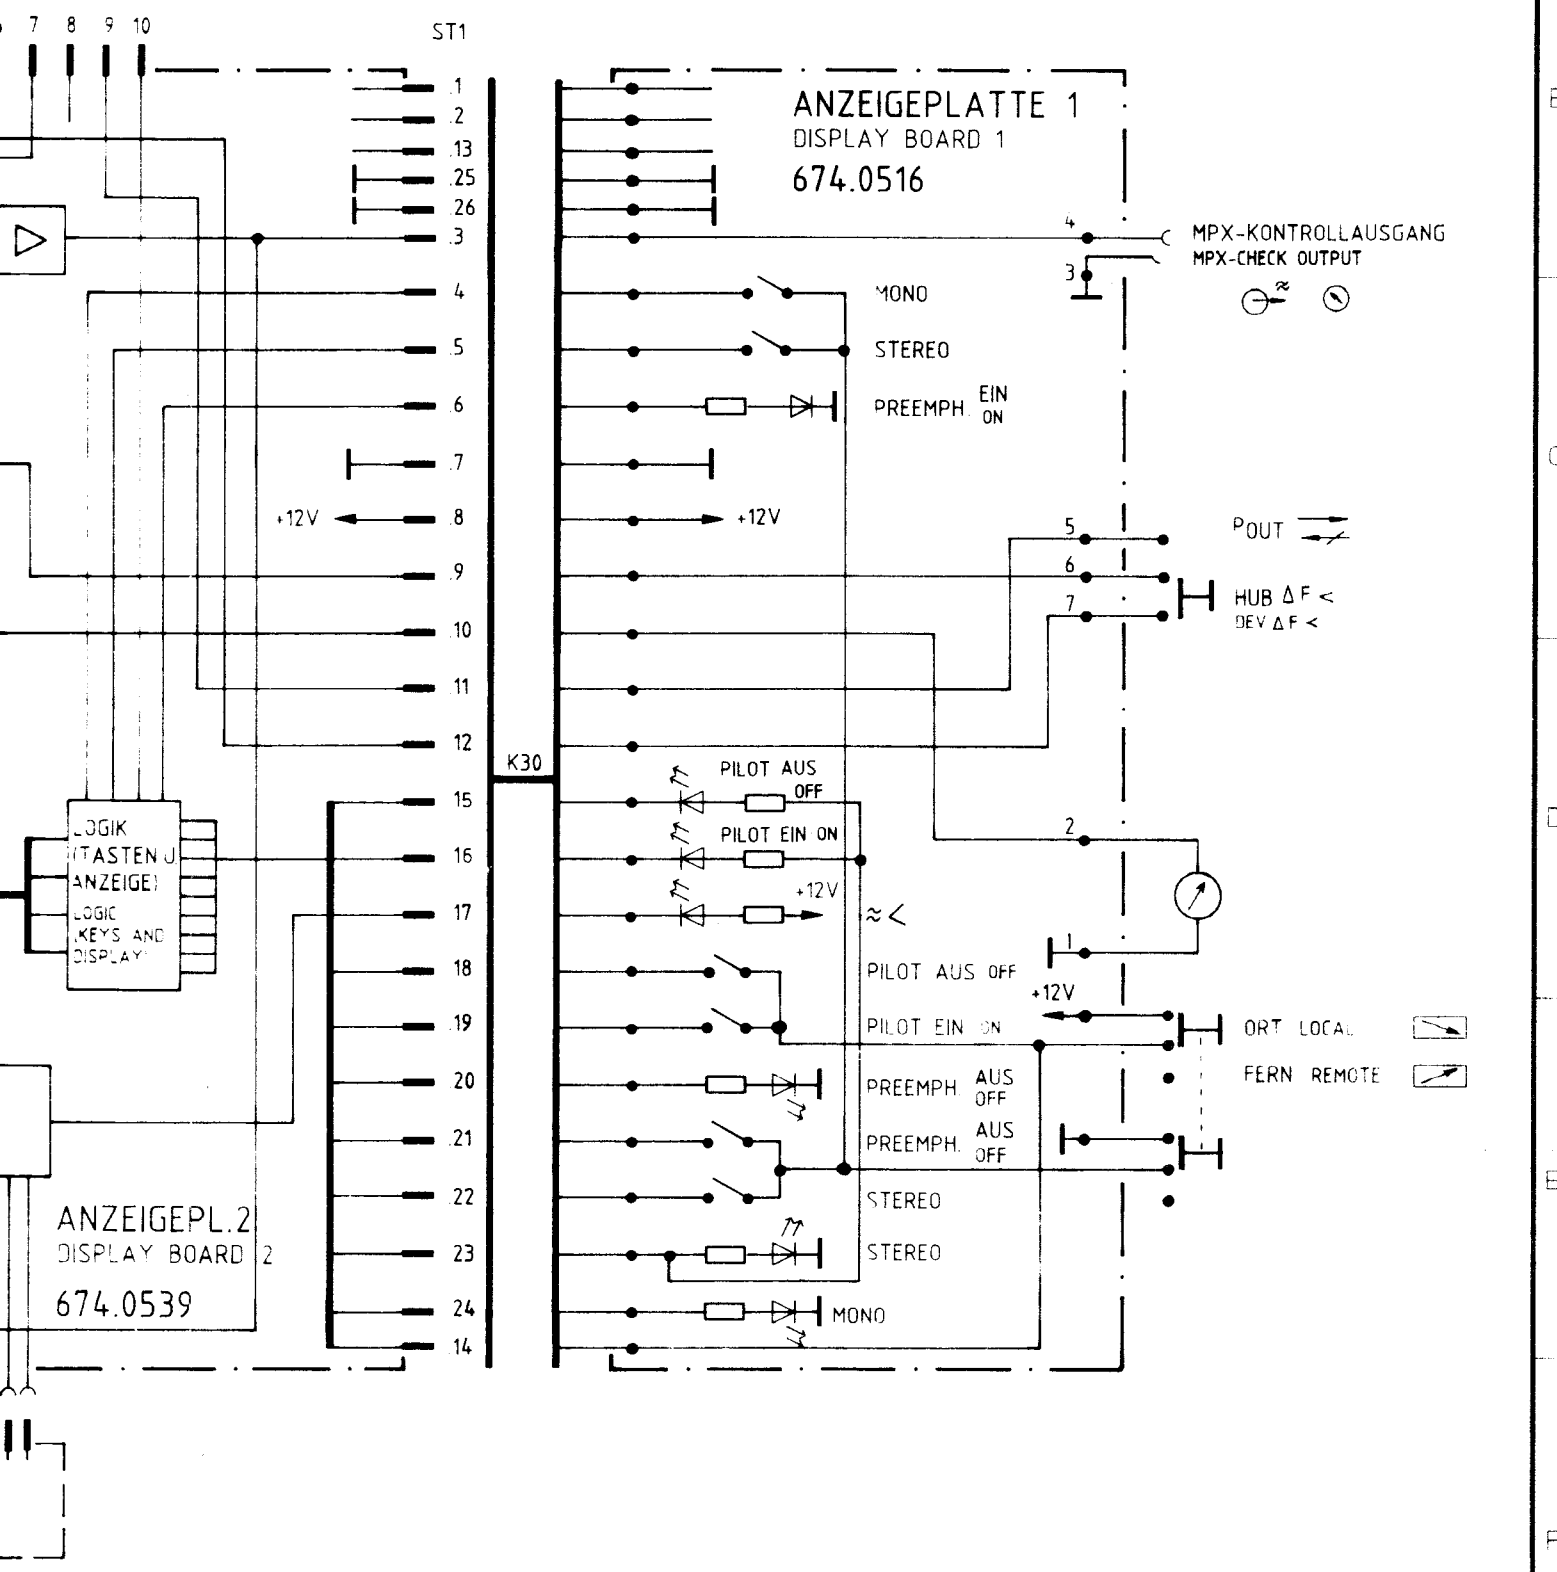 7 8 9 10
ST1
.1
.2
.13
.25
.26
.3
4
.5
.6
.7
+12V .8
.9
.10
.11
12
15
16
17
18
.19
20
.21
.22
23
24
14
K30
ANZEIGEPLATTE 1
DISPLAY BOARD 1
674.0516
4
3
MPX-KONTROLLAUSGANG
MPX-CHECK OUTPUT
MONO
STEREO
PREEMPH. EIN
ON
+12V
5
6
7
POUT
HUB ΔF <
DEV ΔF <
PILOT AUS
OFF
PILOT EIN ON
+12V
≈ <
2
1
PILOT AUS OFF
+12V
PILOT EIN ON
ORT LOCAL
FERN REMOTE
PREEMPH. AUS
OFF
PREEMPH. AUS
OFF
STEREO
STEREO
MONO
LOGIK
(TASTEN U
ANZEIGE)
LOGIC
(KEYS AND
DISPLAY)
ANZEIGEPL.2
DISPLAY BOARD 2
674.0539